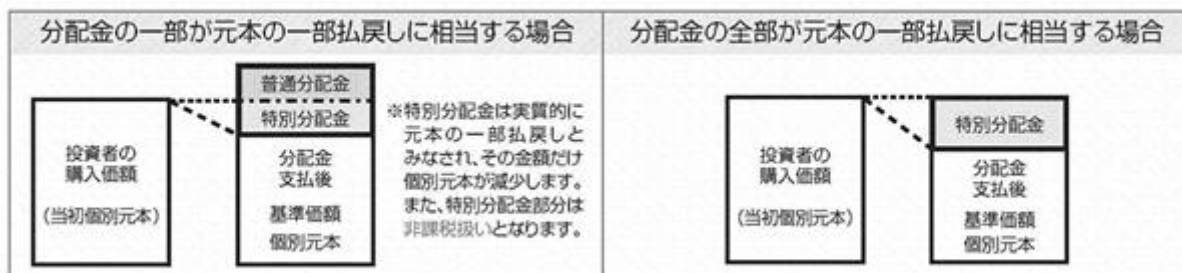 分配金の一部が元本の一部払戻しに相当する場合
普通分配金
特別分配金
投資者の
購入価額
(当初個別元本)
分配金
支払後
基準価額
個別元本
※特別分配金は実質的に
元本の一部払戻しと
みなされ、その金額だけ
個別元本が減少します。
また、特別分配金部分は
非課税扱いとなります。
分配金の全部が元本の一部払戻しに相当する場合
投資者の
購入価額
(当初個別元本)
特別分配金
分配金
支払後
基準価額
個別元本